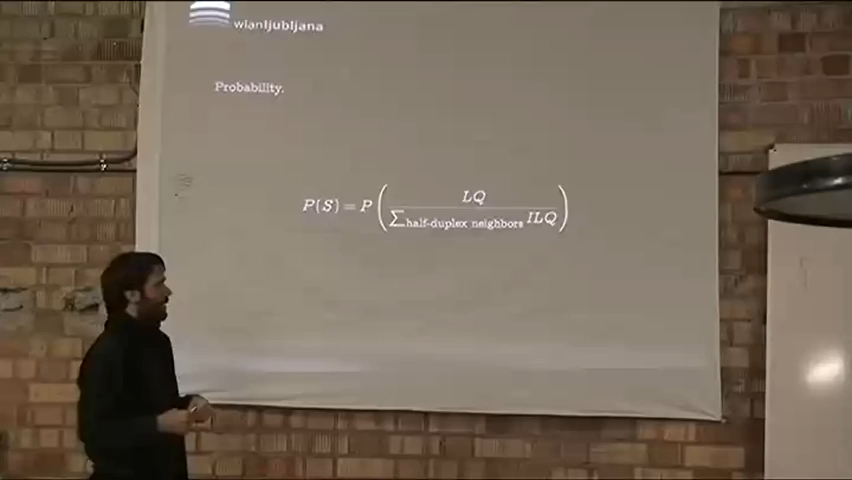 wlanljubljana
Probability.
P(S) = P ( LQ / ∑half-duplex neighbors ILQ )